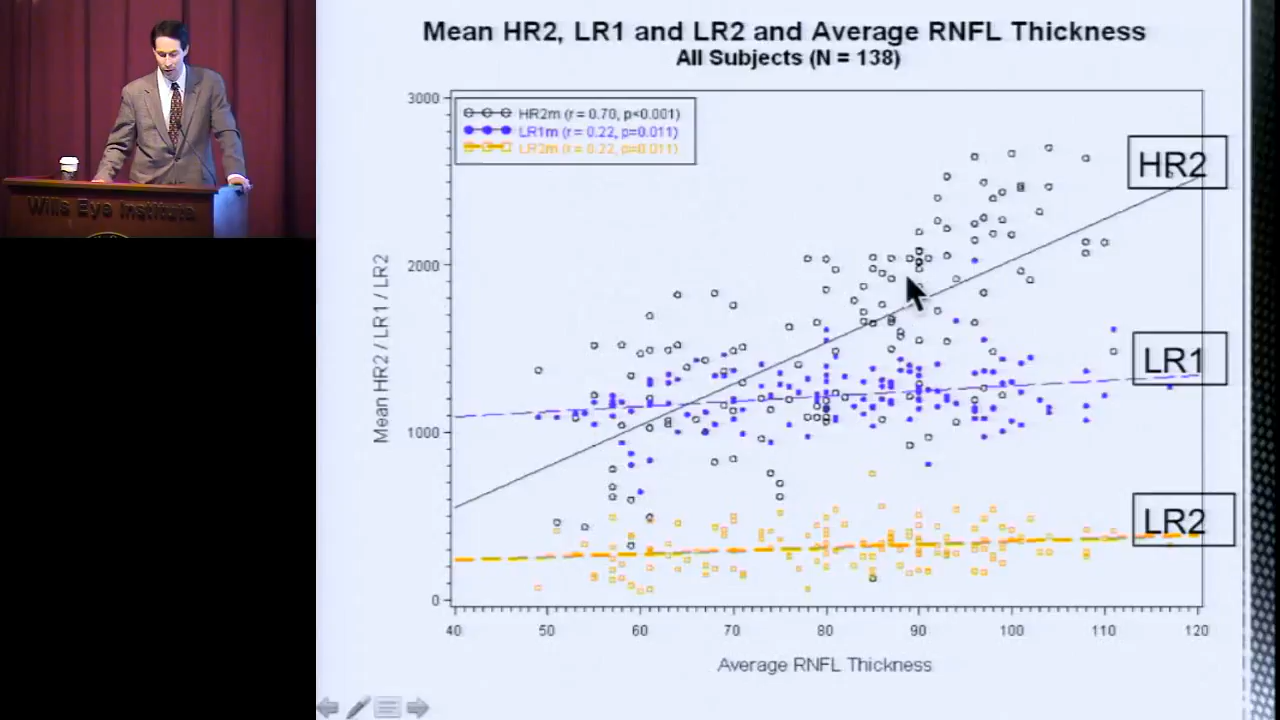 Mean HR2, LR1 and LR2 and Average RNFL Thickness
All Subjects (N = 138)
HR2m (r = 0.70, p<0.001)
LR1m (r = 0.22, p=0.011)
LR2m (r = 0.22, p=0.011)
3000
2000
1000
0
Mean HR2 / LR1 / LR2
HR2
LR1
LR2
40 50 60 70 80 90 100 110 120
Average RNFL Thickness
Wills Eye Institute